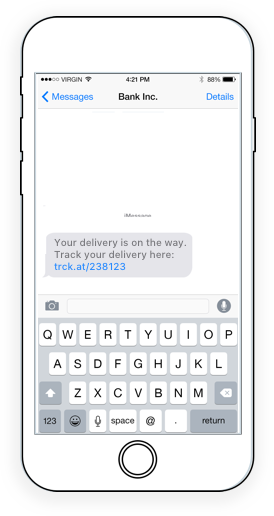 VIRGIN 4:21 PM 88%
Messages Bank Inc. Details
iMessage
Your delivery is on the way.
Track your delivery here:
trck.at/238123
Q W E R T Y U I O P
A S D F G H J K L
Z X C V B N M
123 space @ . return